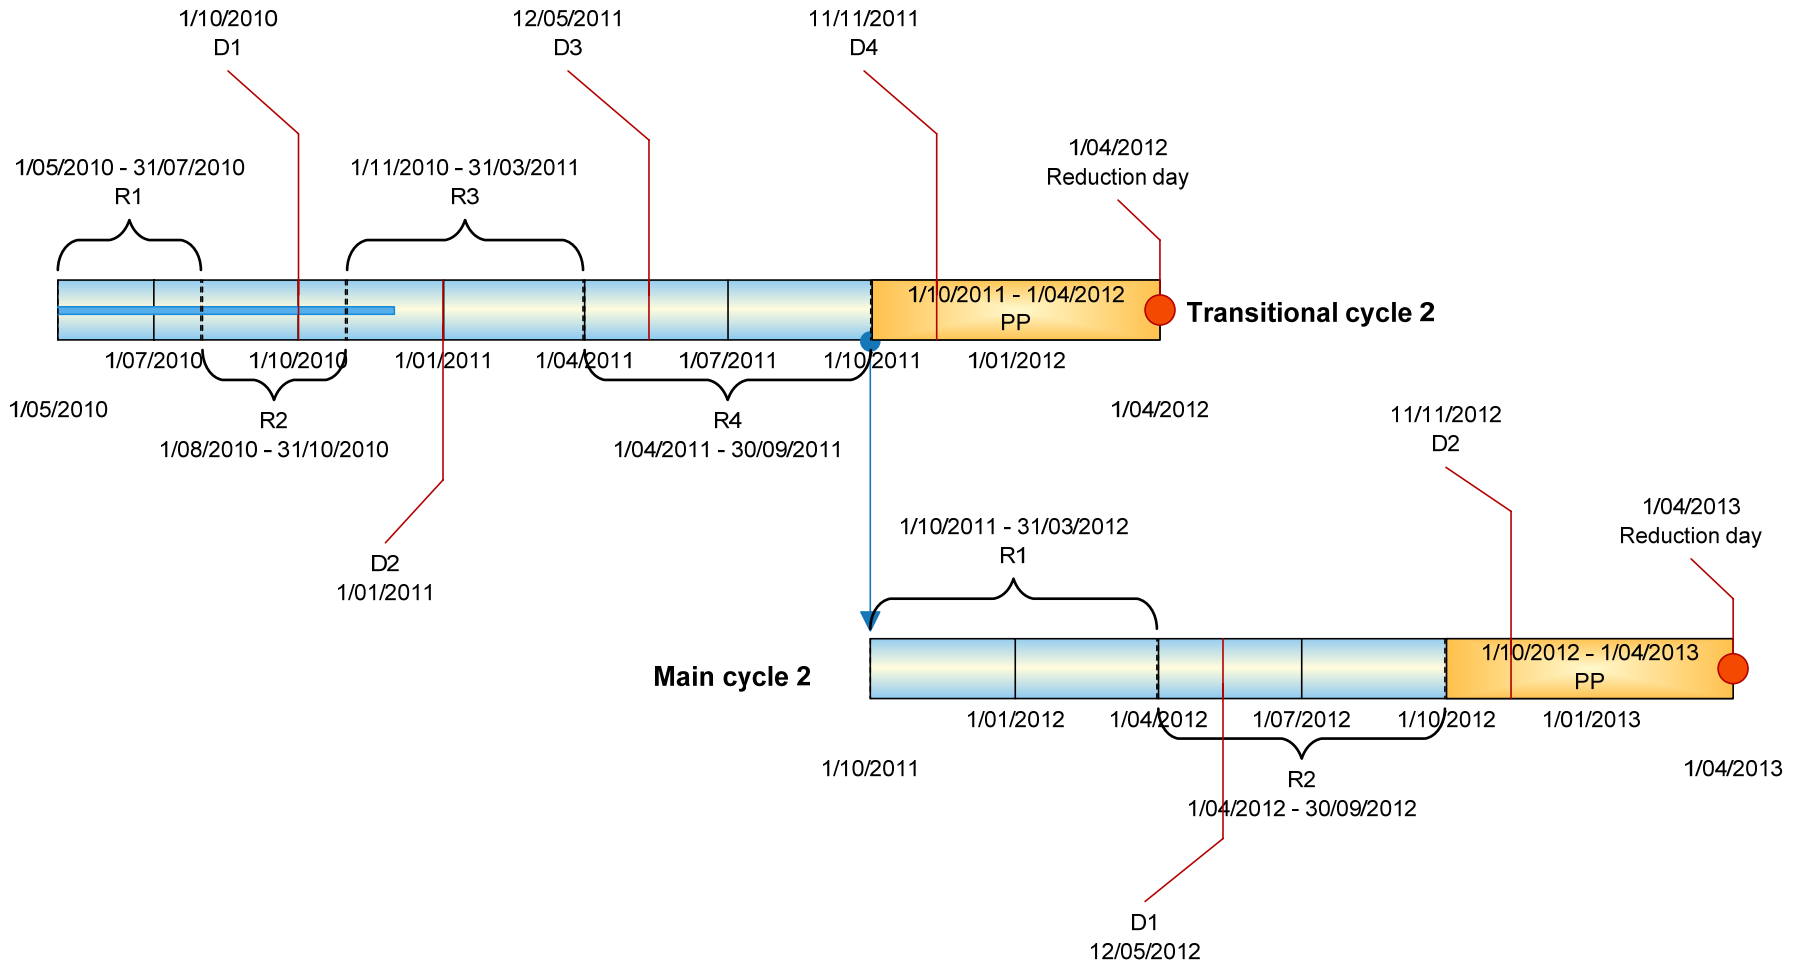 1/10/2010
D1
12/05/2011
D3
11/11/2011
D4
1/04/2012
Reduction day
1/05/2010 - 31/07/2010
R1
1/11/2010 - 31/03/2011
R3
1/10/2011 - 1/04/2012
PP
Transitional cycle 2
1/07/2010
1/10/2010
1/01/2011
1/04/2011
1/07/2011
1/10/2011
1/01/2012
1/05/2010
1/04/2012
R2
1/08/2010 - 31/10/2010
R4
1/04/2011 - 30/09/2011
D2
1/01/2011
11/11/2012
D2
1/04/2013
Reduction day
1/10/2011 - 31/03/2012
R1
Main cycle 2
1/10/2012 - 1/04/2013
PP
1/01/2012
1/04/2012
1/07/2012
1/10/2012
1/01/2013
1/10/2011
1/04/2013
R2
1/04/2012 - 30/09/2012
D1
12/05/2012